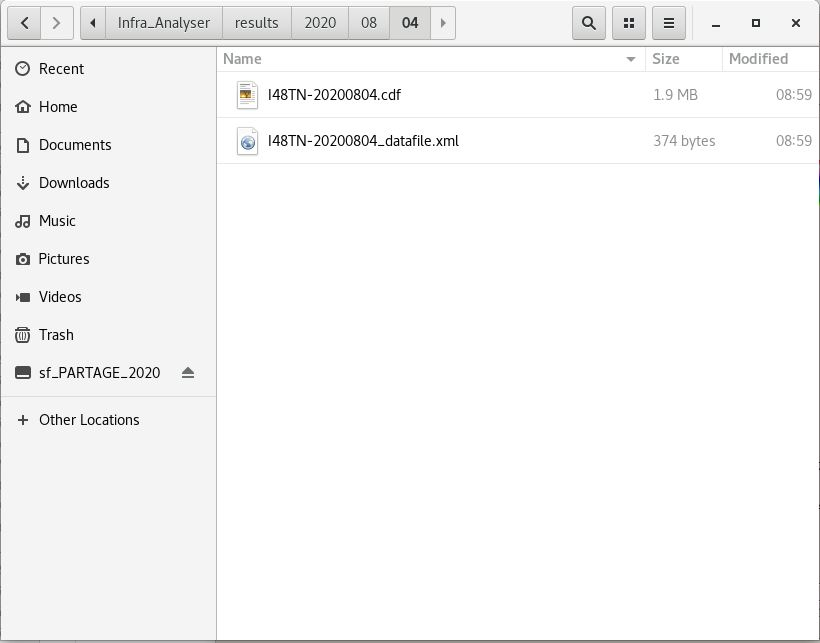 Infra_Analyser results 2020 08 04
Name Size Modified
Recent
Home
Documents
Downloads
Music
Pictures
Videos
Trash
sf_PARTAGE_2020
Other Locations
I48TN-20200804.cdf 1.9 MB 08:59
I48TN-20200804_datafile.xml 374 bytes 08:59